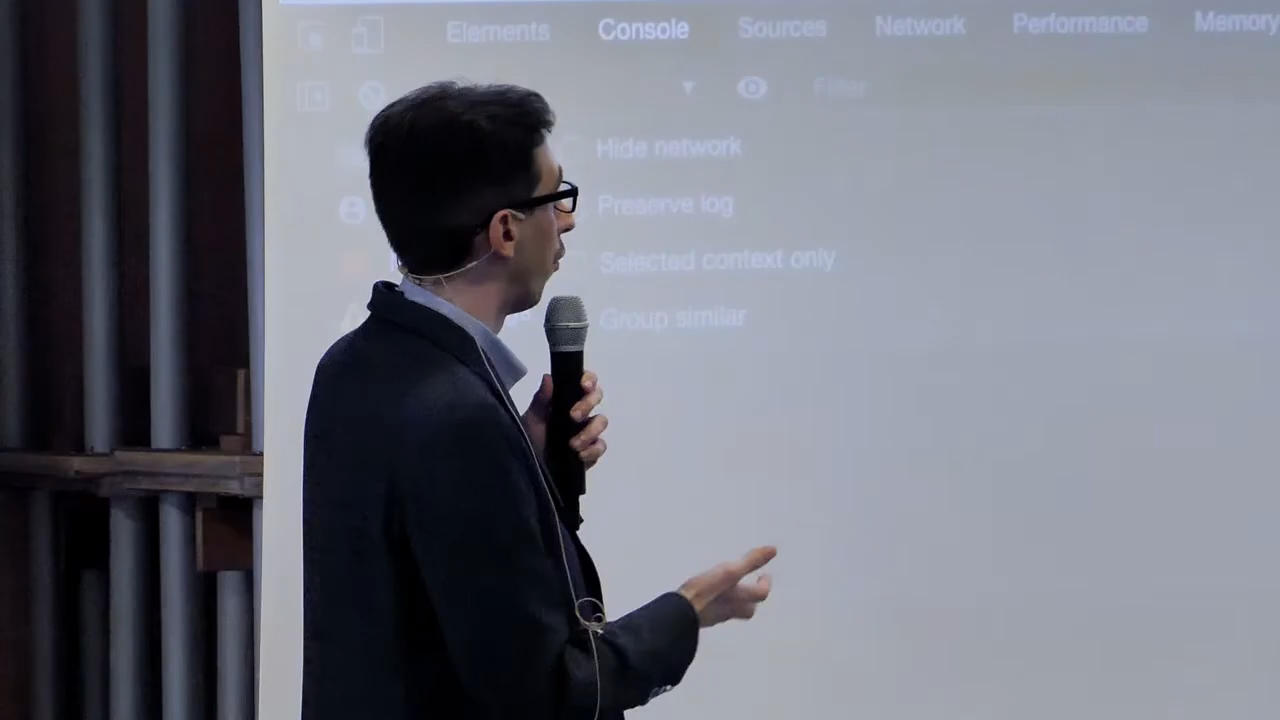 Elements Console Sources Network Performance Memory
Filter
Hide network
Preserve log
Selected context only
Group similar